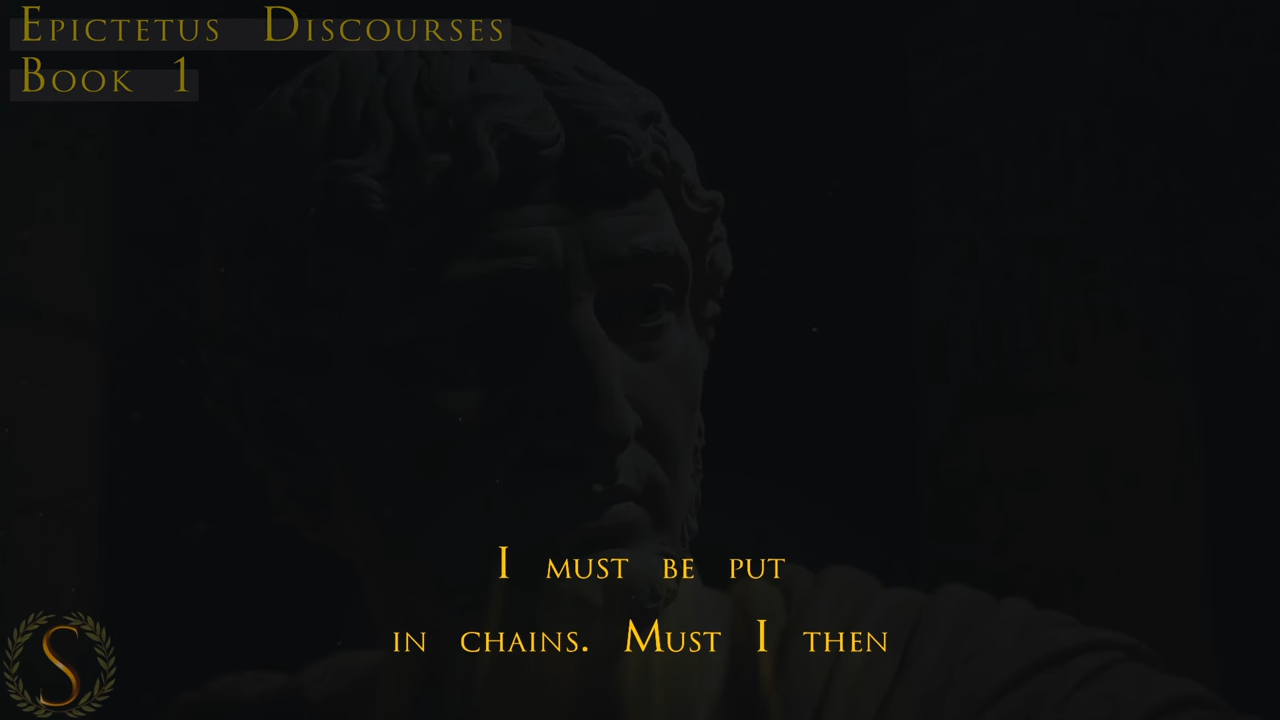 Epictetus Discourses
Book 1
I must be put
in chains. Must I then
S